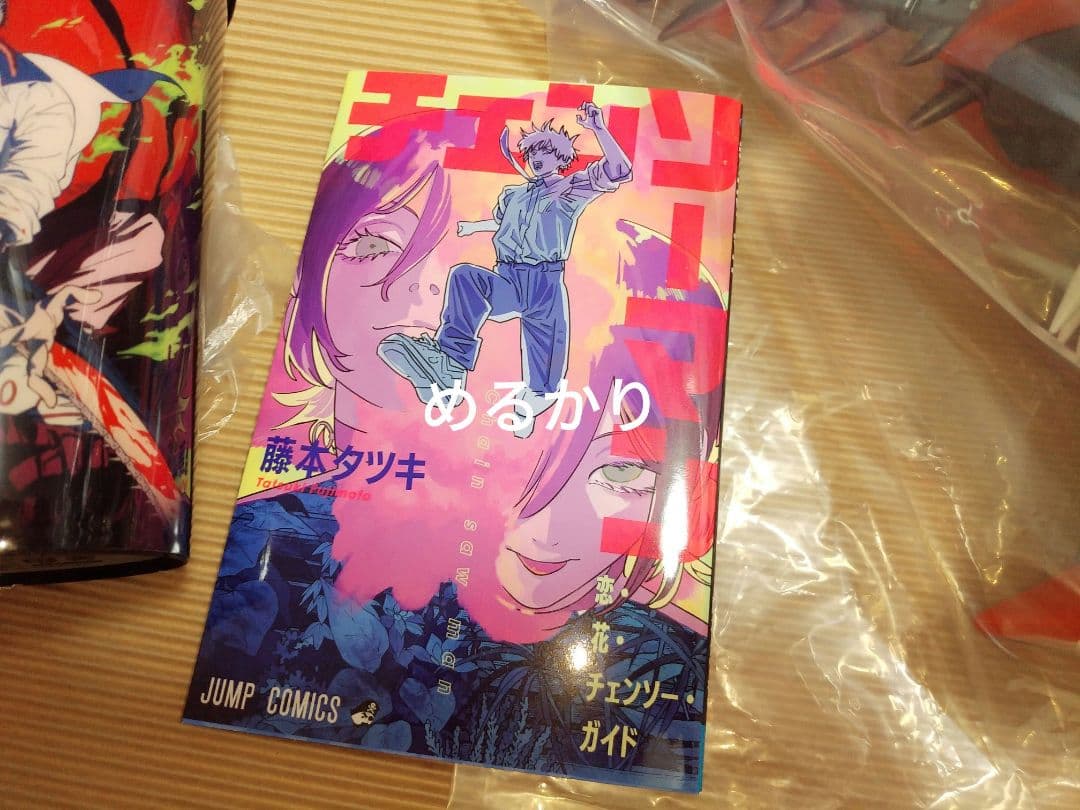 チェンソーマン
めるかり
藤本タツキ
Tatsuki Fujimoto
chain saw man
恋・
花・
チェンソー・
ガイド
JUMP COMICS